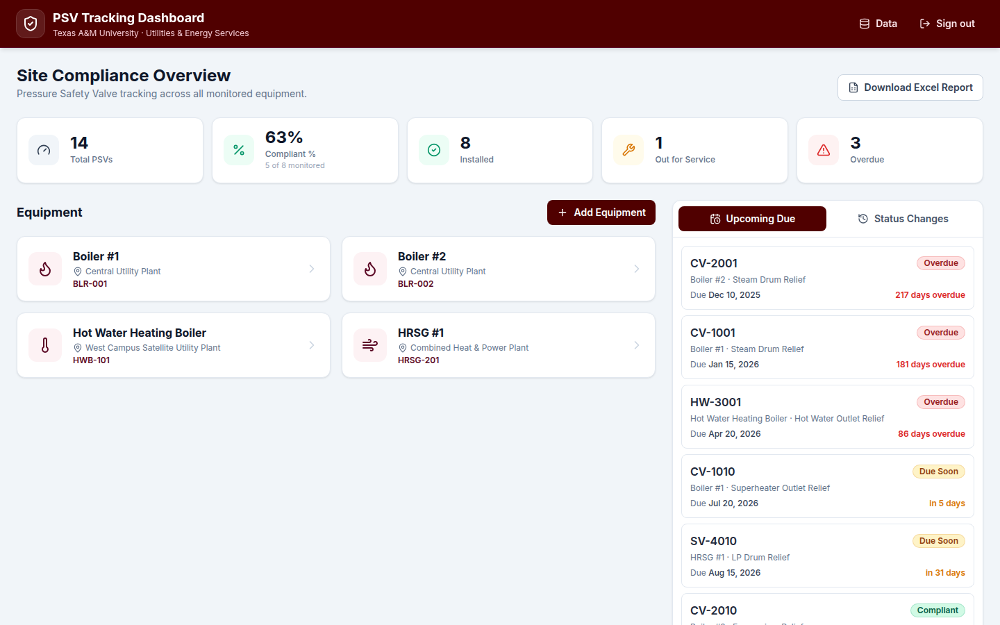 PSV Tracking Dashboard
Texas A&M University · Utilities & Energy Services
Data
Sign out
Site Compliance Overview
Pressure Safety Valve tracking across all monitored equipment.
Download Excel Report
14
Total PSVs
63%
Compliant %
5 of 8 monitored
8
Installed
1
Out for Service
3
Overdue
Equipment
Add Equipment
Boiler #1
Central Utility Plant
BLR-001
Boiler #2
Central Utility Plant
BLR-002
Hot Water Heating Boiler
West Campus Satellite Utility Plant
HWB-101
HRSG #1
Combined Heat & Power Plant
HRSG-201
Upcoming Due
Status Changes
CV-2001
Overdue
Boiler #2 · Steam Drum Relief
Due Dec 10, 2025
217 days overdue
CV-1001
Overdue
Boiler #1 · Steam Drum Relief
Due Jan 15, 2026
181 days overdue
HW-3001
Overdue
Hot Water Heating Boiler · Hot Water Outlet Relief
Due Apr 20, 2026
86 days overdue
CV-1010
Due Soon
Boiler #1 · Superheater Outlet Relief
Due Jul 20, 2026
in 5 days
SV-4010
Due Soon
HRSG #1 · LP Drum Relief
Due Aug 15, 2026
in 31 days
CV-2010
Compliant